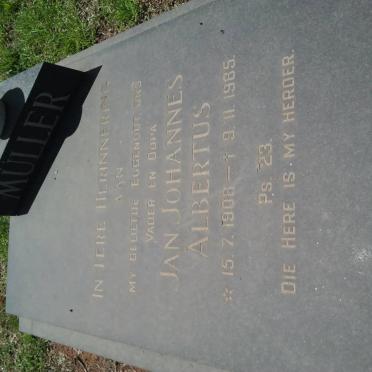 MULLER
IN TERE HERINNERING
AAN
MY GELIEFDE EGGENOOT, ONS
VADER EN OUPA
JAN JOHANNES
ALBERTUS
☆ 15.7.1908 – † 9.11.1985.
PS. 23.
DIE HERE IS MY HERDER.